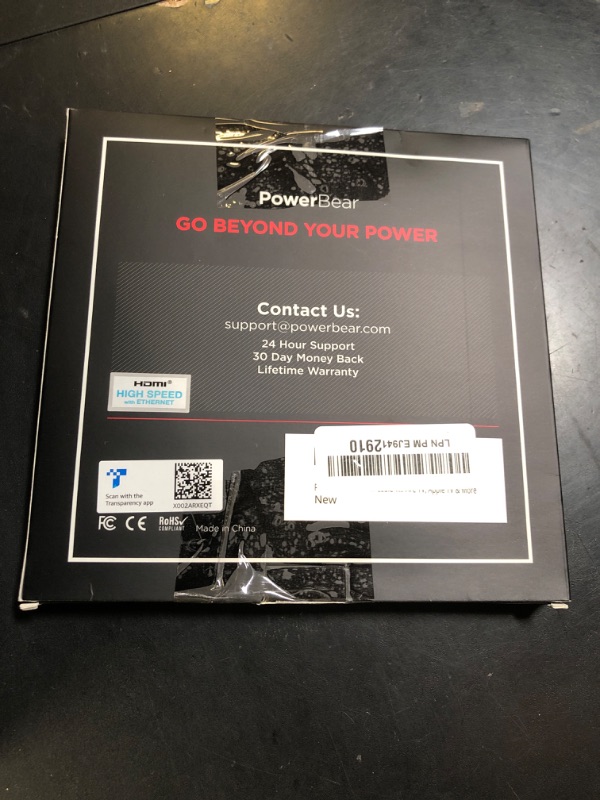 PowerBear
GO BEYOND YOUR POWER
Contact Us:
support@powerbear.com
24 Hour Support
30 Day Money Back
Lifetime Warranty
HDMI®
HIGH SPEED
with ETHERNET
LPN PM EJ9412910
& More
New
Scan with the
Transparency app
X002ARXEQT
FC CE RoHS
COMPLIANT
Made in China